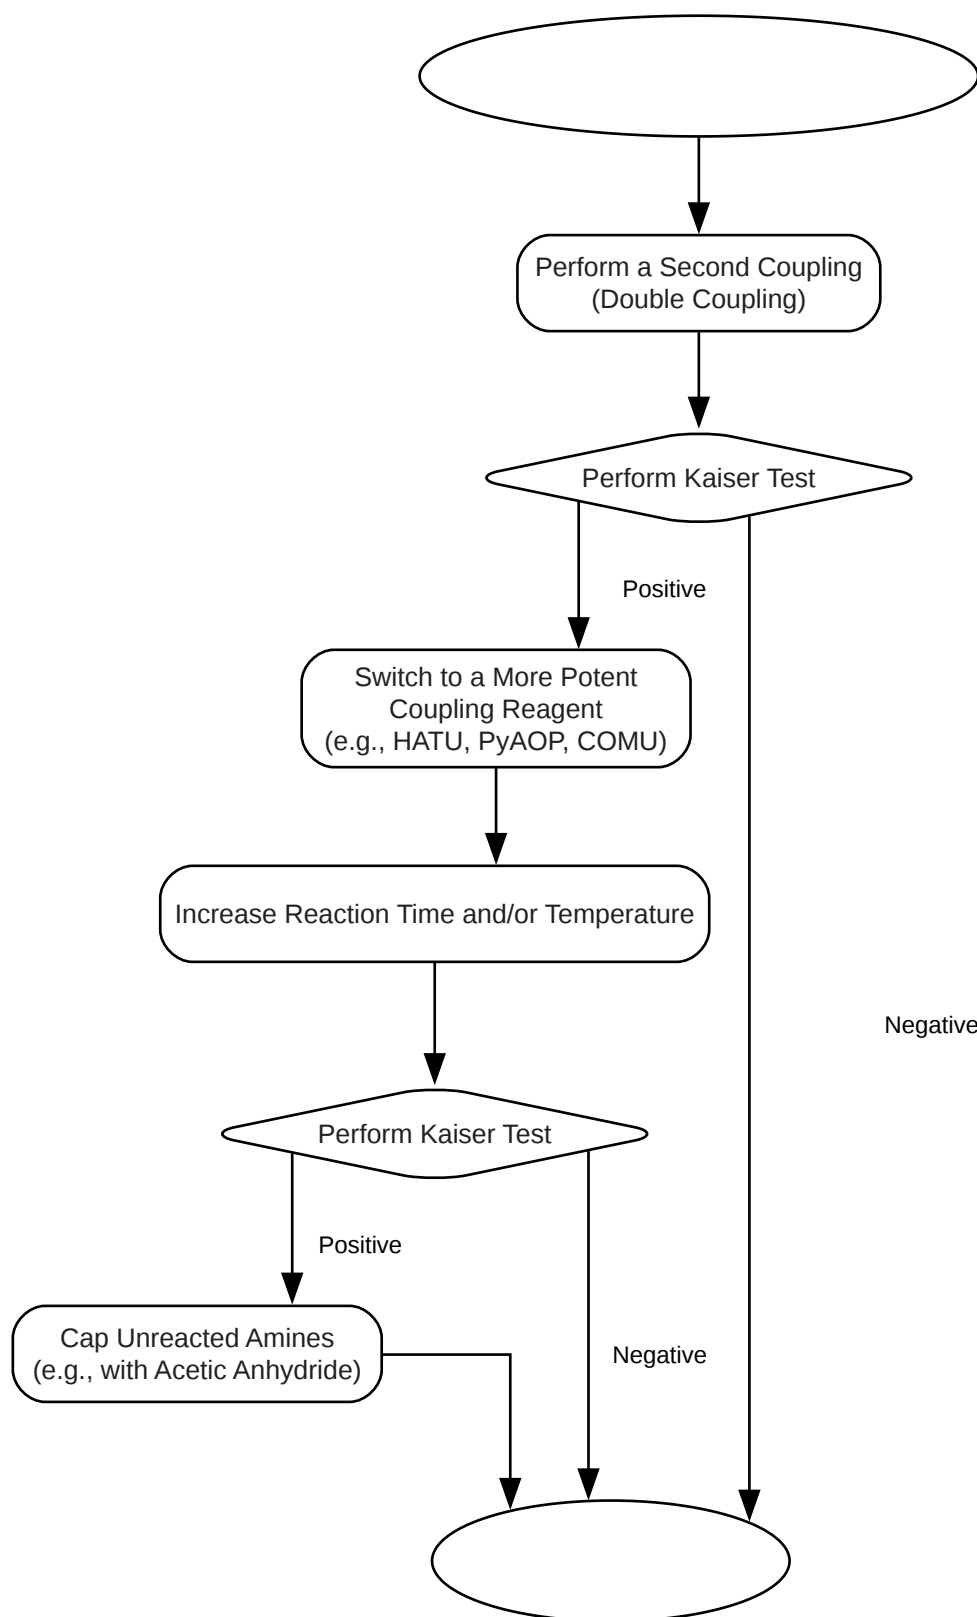 Perform a Second Coupling
(Double Coupling)
Perform Kaiser Test
Positive
Switch to a More Potent
Coupling Reagent
(e.g., HATU, PyAOP, COMU)
Increase Reaction Time and/or Temperature
Negative
Perform Kaiser Test
Positive
Cap Unreacted Amines
(e.g., with Acetic Anhydride)
Negative